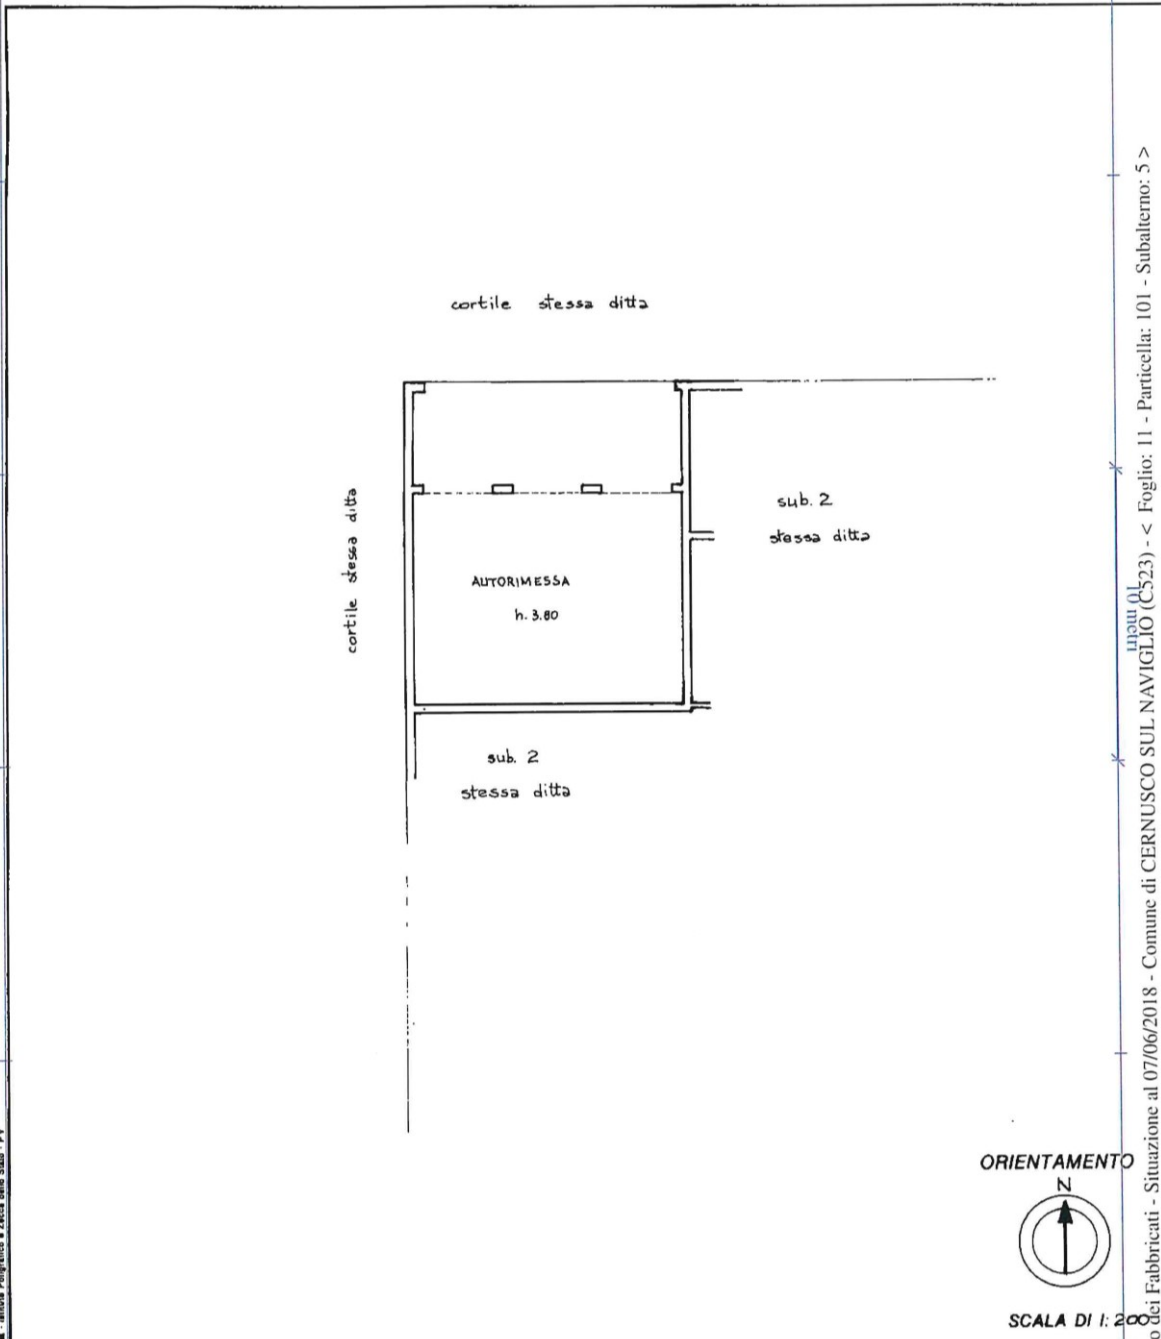 cortile stessa ditta
cortile stessa ditta
sub. 2
stessa ditta
AUTORIMESSA
h. 3.80
sub. 2
stessa ditta
ORIENTAMENTO
N
SCALA DI 1: 200
10 metri
o dei Fabbricati - Situazione al 07/06/2018 - Comune di CERNUSCO SUL NAVIGLIO (C523) - < Foglio: 11 - Particella: 101 - Subalterno: 5 >